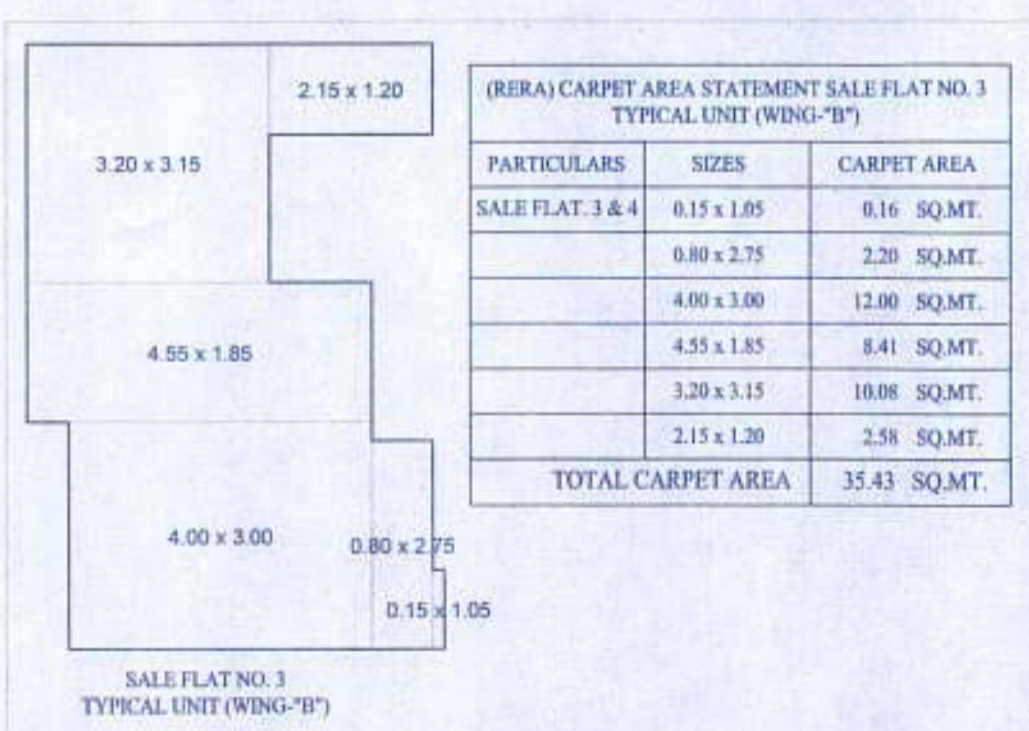 2.15 x 1.20
3.20 x 3.15
4.55 x 1.85
4.00 x 3.00
0.80 x 2.75
0.15 x 1.05
SALE FLAT NO. 3
TYPICAL UNIT (WING-"B")
(RERA) CARPET AREA STATEMENT SALE FLAT NO. 3
TYPICAL UNIT (WING-"B")
PARTICULARS SIZES CARPET AREA
SALE FLAT. 3 & 4 0.15 x 1.05 0.16 SQ.MT.
0.80 x 2.75 2.20 SQ.MT.
4.00 x 3.00 12.00 SQ.MT.
4.55 x 1.85 8.41 SQ.MT.
3.20 x 3.15 10.08 SQ.MT.
2.15 x 1.20 2.58 SQ.MT.
TOTAL CARPET AREA 35.43 SQ.MT.